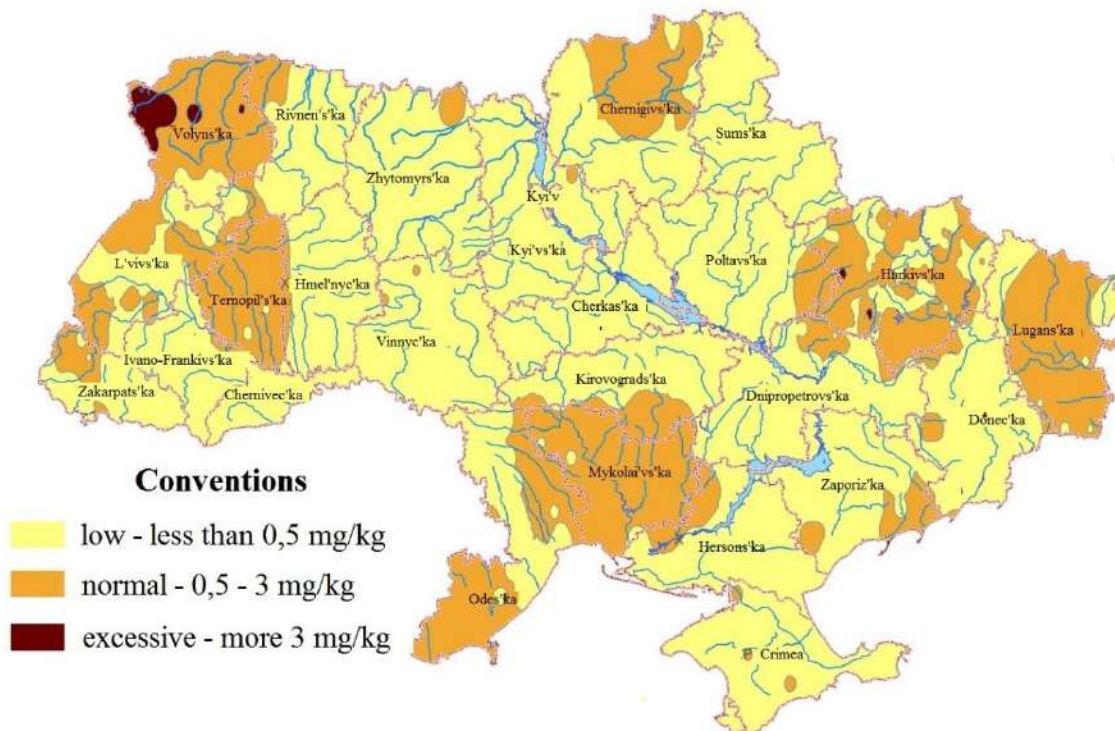 Chernigivs'ka
Rivnen's'ka
Volyns'ka
Sums'ka
Zhytomyrs'ka
Kyi'v
Kyi'vs'ka
Poltavs'ka
L'vivs'ka
Harkivs'ka
Ternopil's'ka
Hmel'nyc'ka
Cherkas'ka
Lugans'ka
Vinnyc'ka
Ivano-Frankivs'ka
Kirovograds'ka
Zakarpats'ka
Chernivec'ka
Dnipropetrovs'ka
Donec'ka
Mykolai'vs'ka
Zaporiz'ka
Hersons'ka
Odes'ka
Crimea
Conventions
low - less than 0,5 mg/kg
normal - 0,5 - 3 mg/kg
excessive - more 3 mg/kg